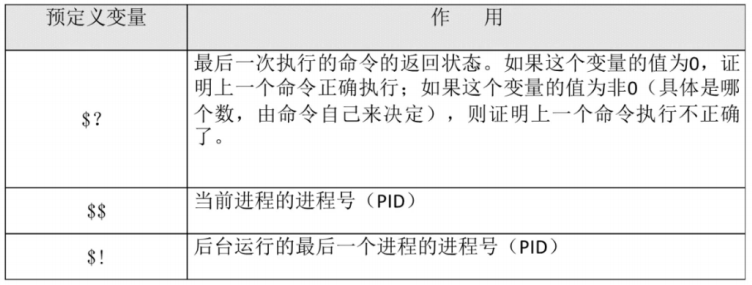 预定义变量 作 用
$? 最后一次执行的命令的返回状态。如果这个变量的值为0，证
明上一个命令正确执行；如果这个变量的值为非0（具体是哪
个数，由命令自己来决定），则证明上一个命令执行不正确
了。
$$ 当前进程的进程号（PID）
$! 后台运行的最后一个进程的进程号（PID）